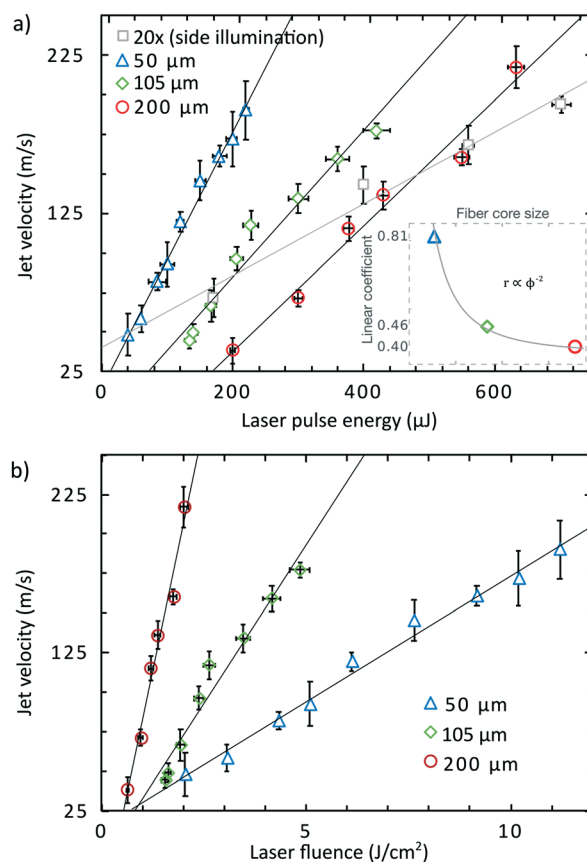 a)
225
125
25
Jet velocity (m/s)
20x (side illumination)
50 µm
105 µm
200 µm
Fiber core size
Linear coefficient
0.81
0.46
0.40
r ∝ ϕ⁻²
0 200 400 600
Laser pulse energy (µJ)
b)
225
125
25
Jet velocity (m/s)
50 µm
105 µm
200 µm
0 5 10
Laser fluence (J/cm²)